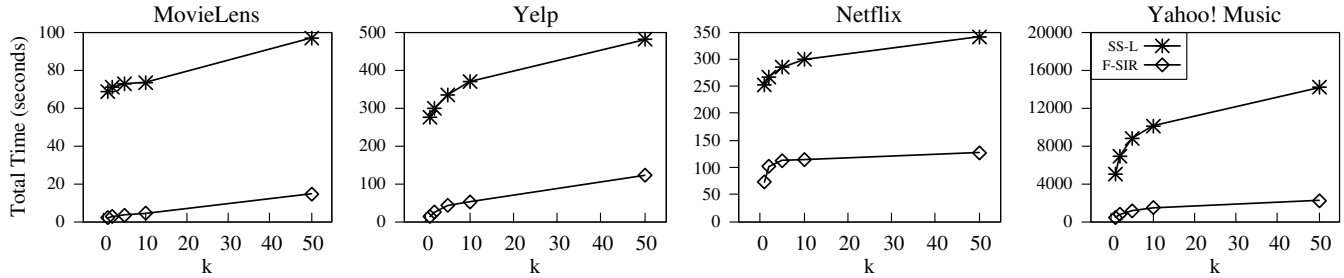 MovieLens
Yelp
Netflix
Yahoo! Music
Total Time (seconds)
100
80
60
40
20
0
0 10 20 30 40 50
k
500
400
300
200
100
0
0 10 20 30 40 50
k
350
300
250
200
150
100
50
0
0 10 20 30 40 50
k
20000
16000
12000
8000
4000
0
0 10 20 30 40 50
k
SS-L
F-SIR